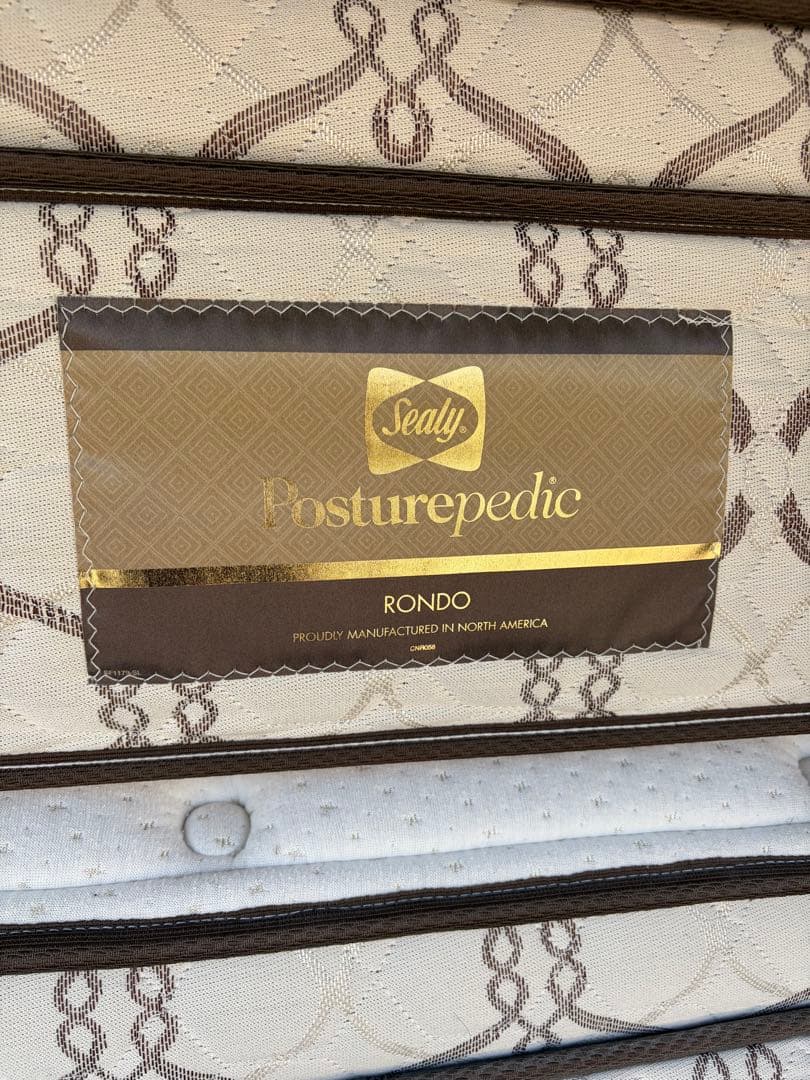 Sealy®
Posturepedic®
RONDO
PROUDLY MANUFACTURED IN NORTH AMERICA